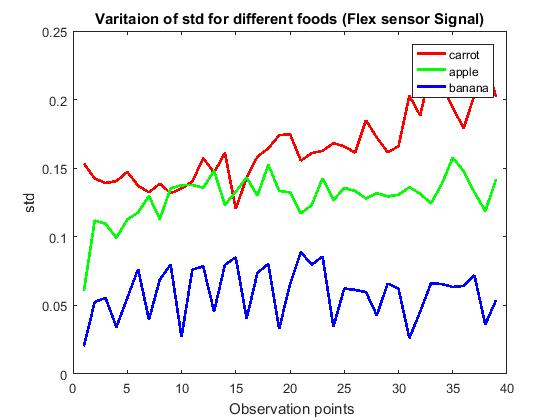 Varitaion of std for different foods (Flex sensor Signal)
0.25
carrot
apple
banana
0.2
0.15
std
0.1
0.05
0
0 5 10 15 20 25 30 35 40
Observation points